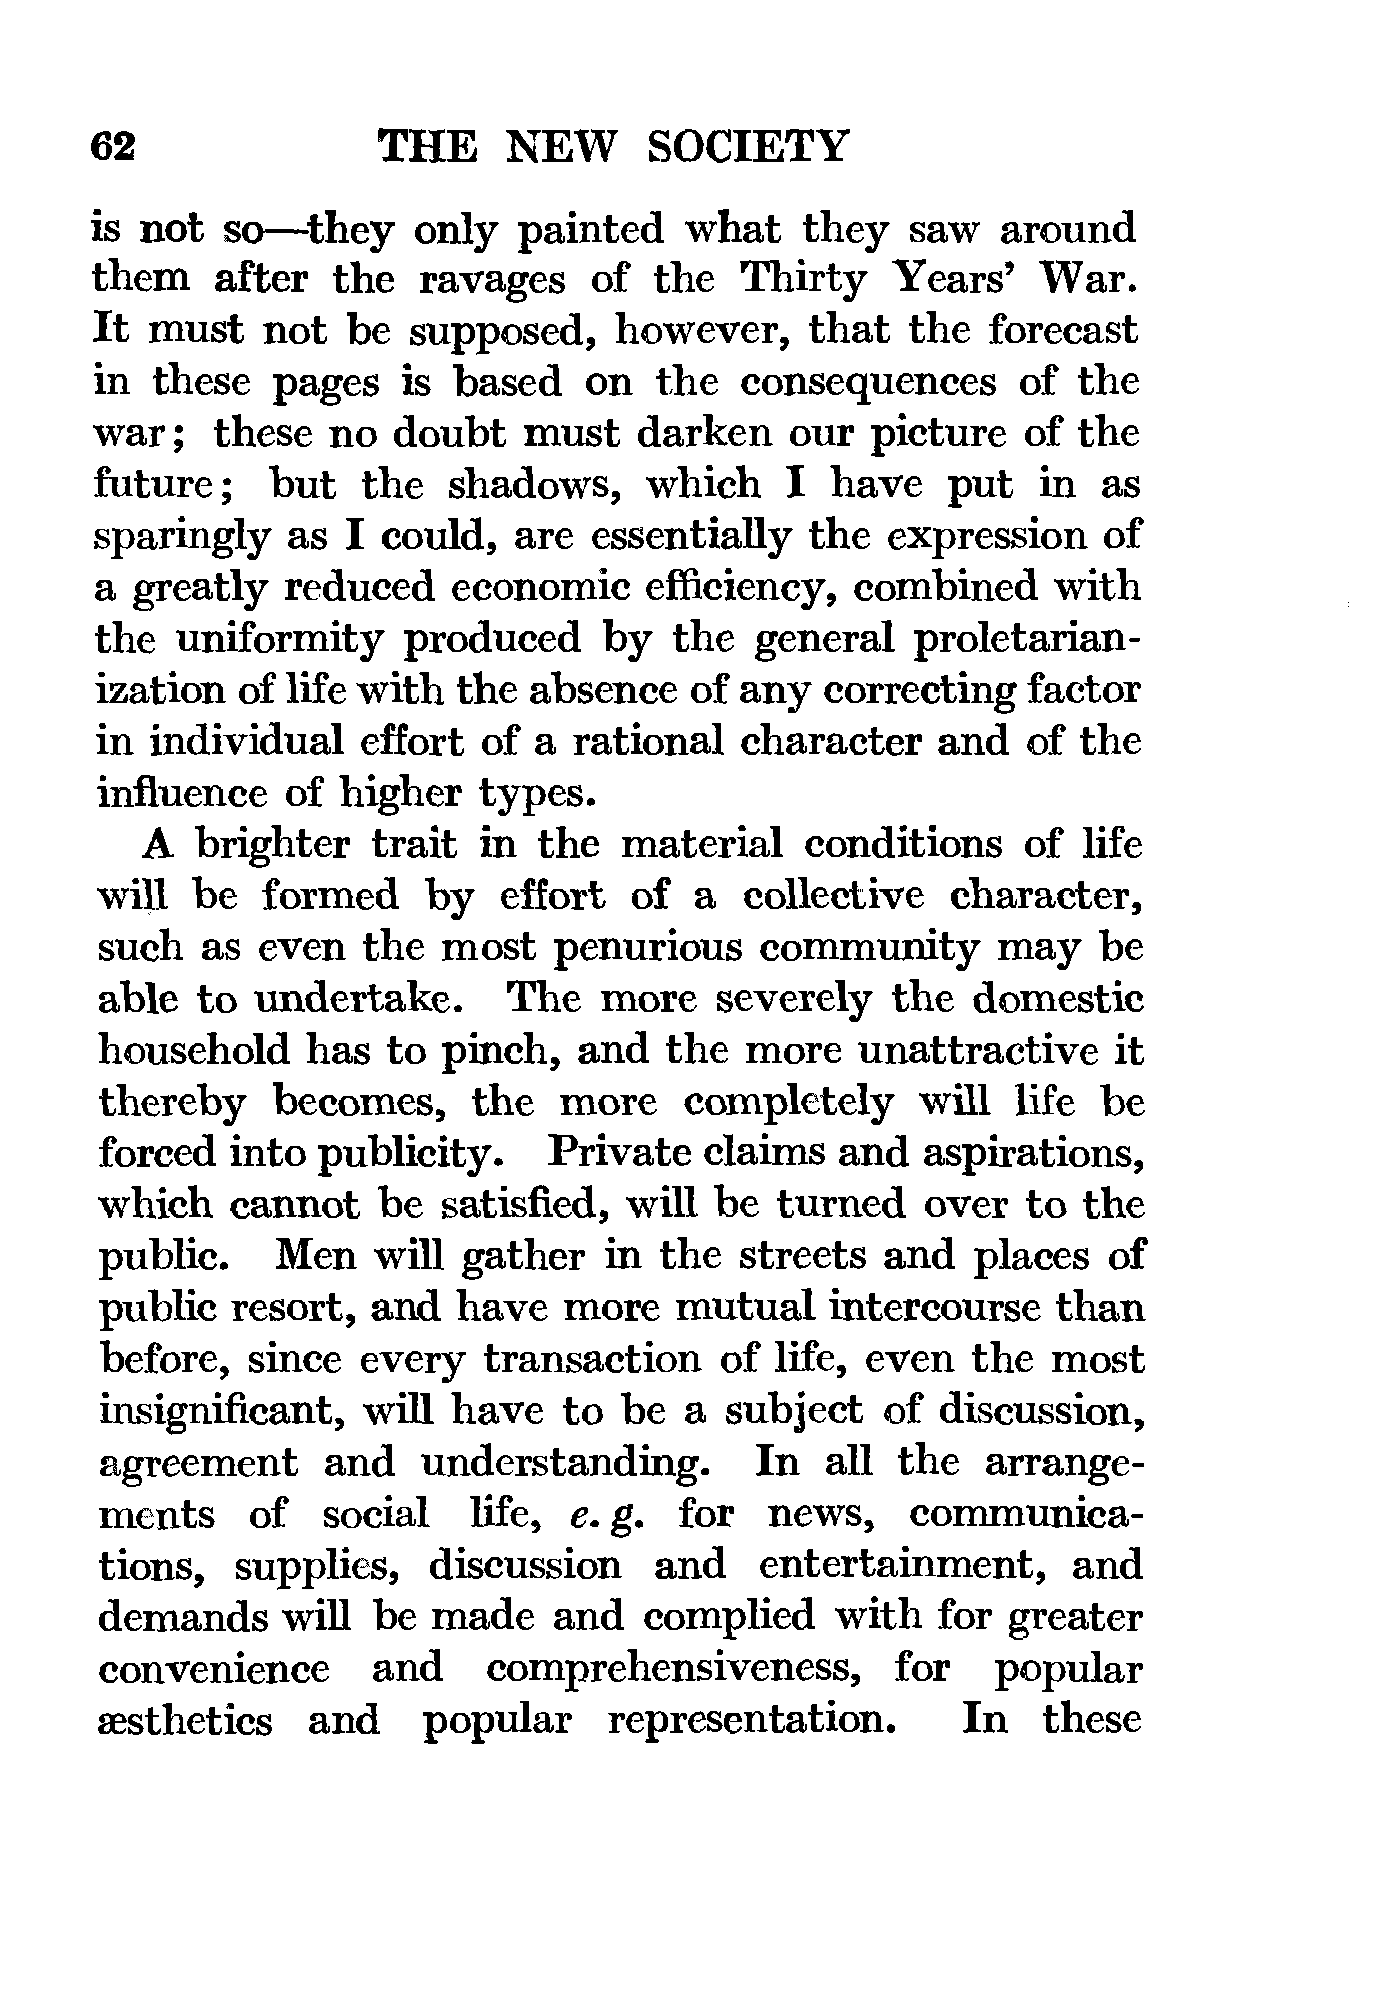 62 THE NEW SOCIETY
is not so—they only painted what they saw around
them after the ravages of the Thirty Years’ War.
It must not be supposed, however, that the forecast
in these pages is based on the consequences of the
war; these no doubt must darken our picture of the
future; but the shadows, which I have put in as
sparingly as I could, are essentially the expression of
a greatly reduced economic efficiency, combined with
the uniformity produced by the general proletarian-
ization of life with the absence of any correcting factor
in individual effort of a rational character and of the
influence of higher types.
A brighter trait in the material conditions of life
will be formed by effort of a collective character,
such as even the most penurious community may be
able to undertake. The more severely the domestic
household has to pinch, and the more unattractive it
thereby becomes, the more completely will life be
forced into publicity. Private claims and aspirations,
which cannot be satisfied, will be turned over to the
public. Men will gather in the streets and places of
public resort, and have more mutual intercourse than
before, since every transaction of life, even the most
insignificant, will have to be a subject of discussion,
agreement and understanding. In all the arrange-
ments of social life, e. g. for news, communica-
tions, supplies, discussion and entertainment, and
demands will be made and complied with for greater
convenience and comprehensiveness, for popular
æsthetics and popular representation. In these